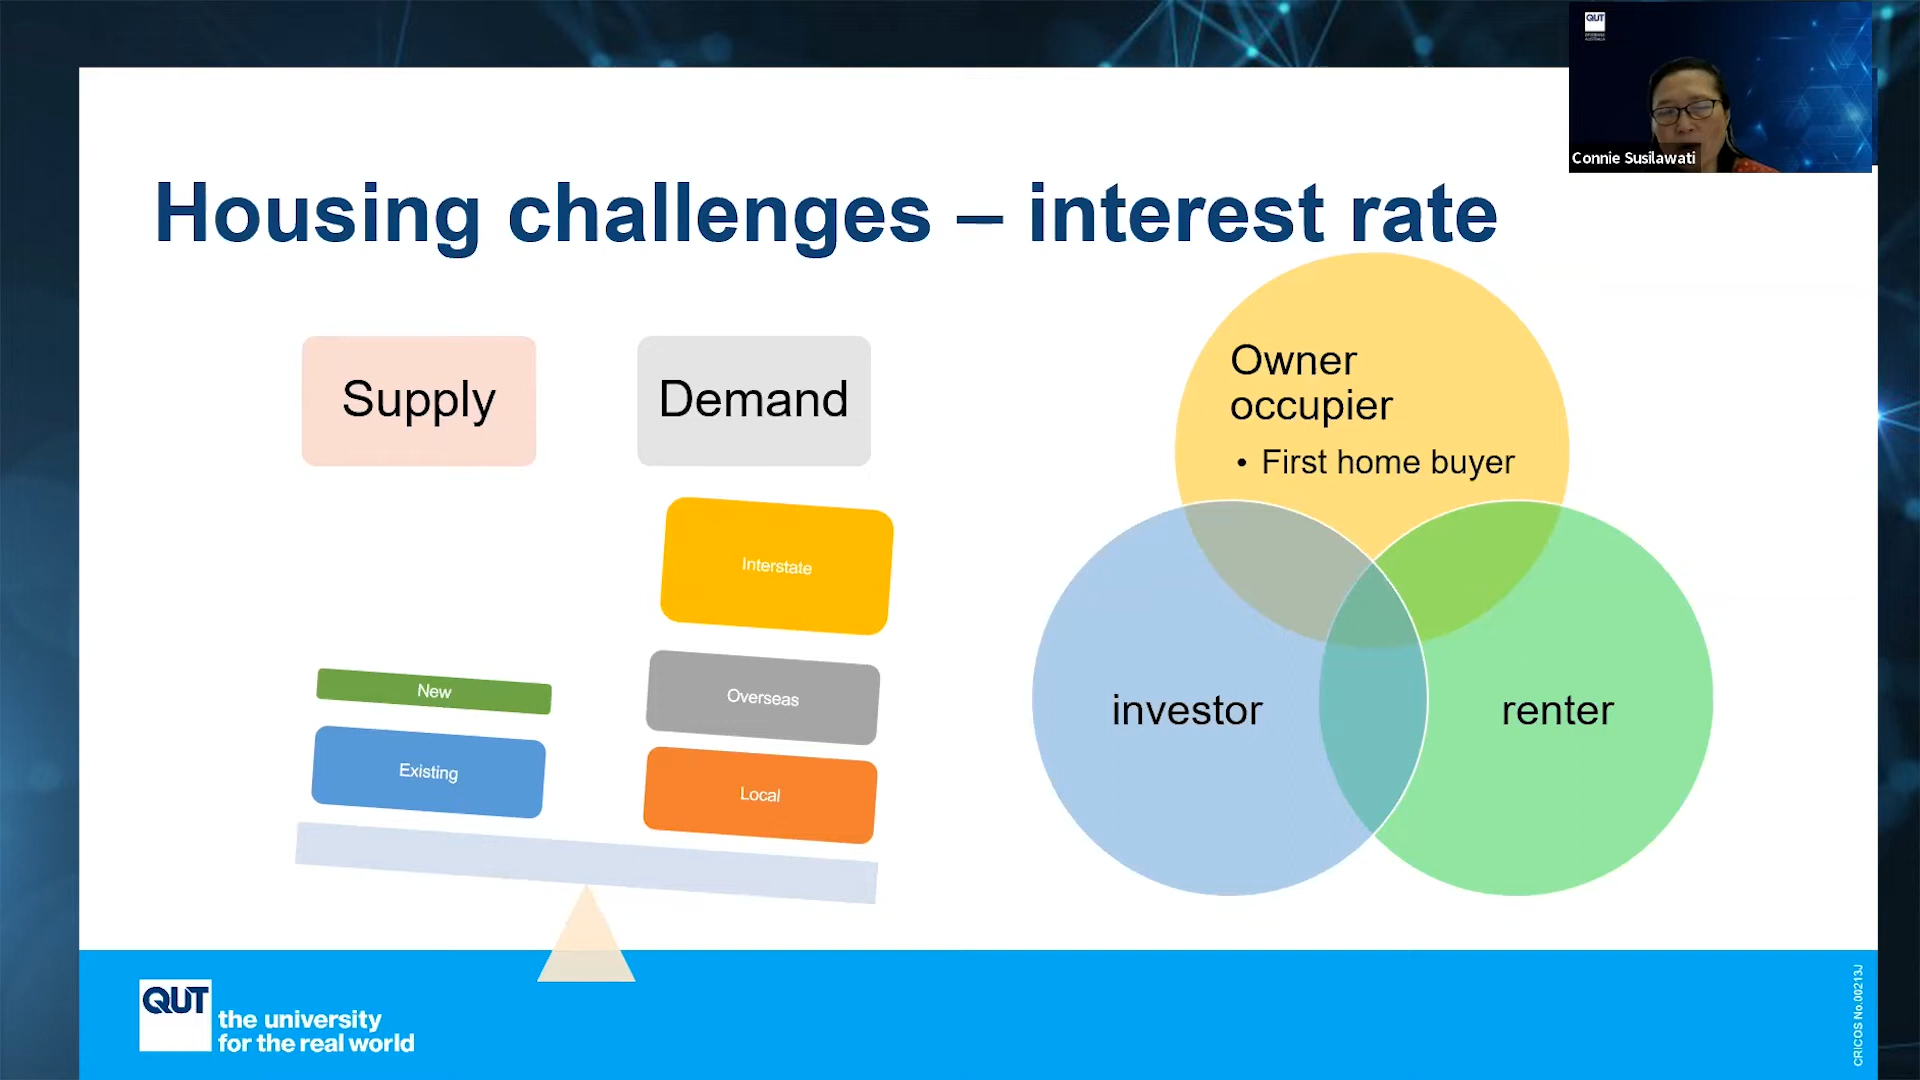 QUT
Connie Susilawati
Housing challenges – interest rate
Supply
Demand
Interstate
Overseas
Local
New
Existing
Owner
occupier
• First home buyer
investor
renter
QUT
the university
for the real world
CRICOS No.00213J